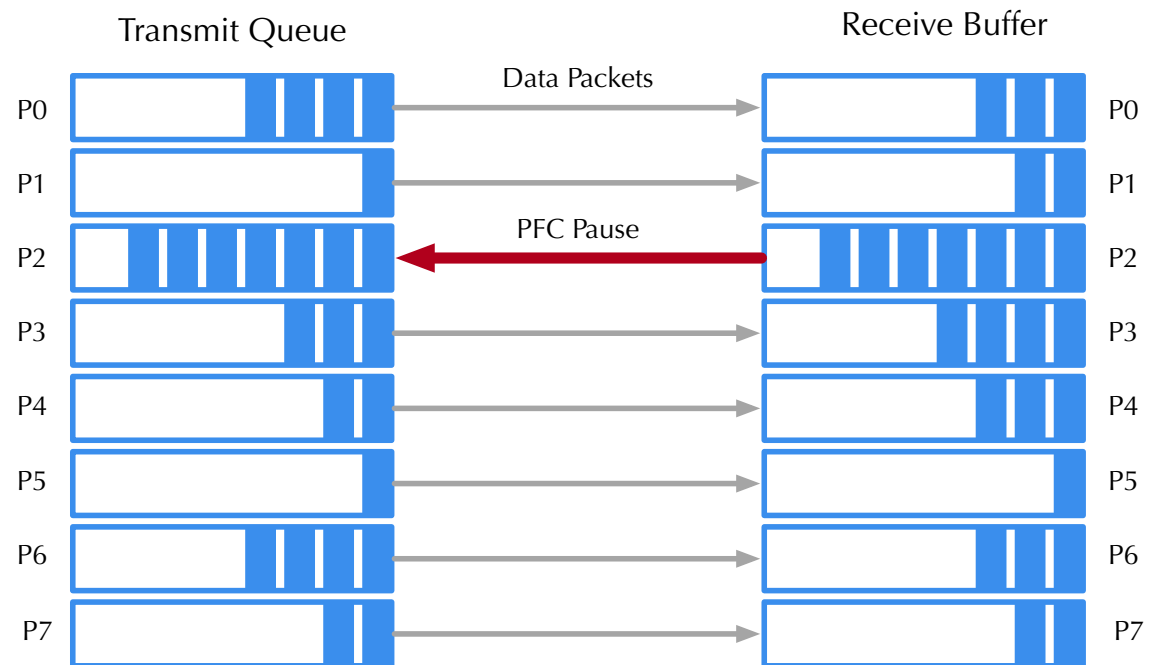 Transmit Queue
Receive Buffer
Data Packets
P0
P0
P1
P1
PFC Pause
P2
P2
P3
P3
P4
P4
P5
P5
P6
P6
P7
P7